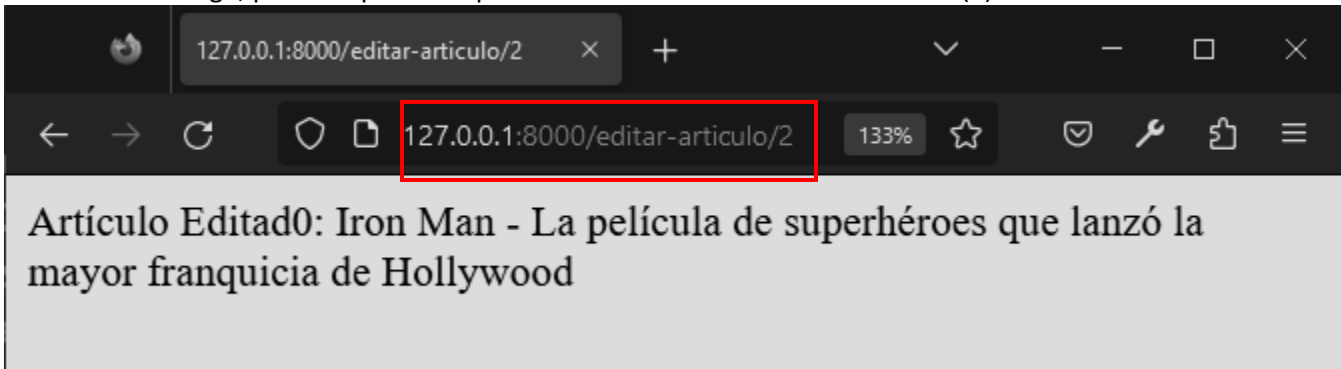 127.0.0.1:8000/editar-articulo/2
127.0.0.1:8000/editar-articulo/2 133%
Artículo Editad0: Iron Man - La película de superhéroes que lanzó la
mayor franquicia de Hollywood